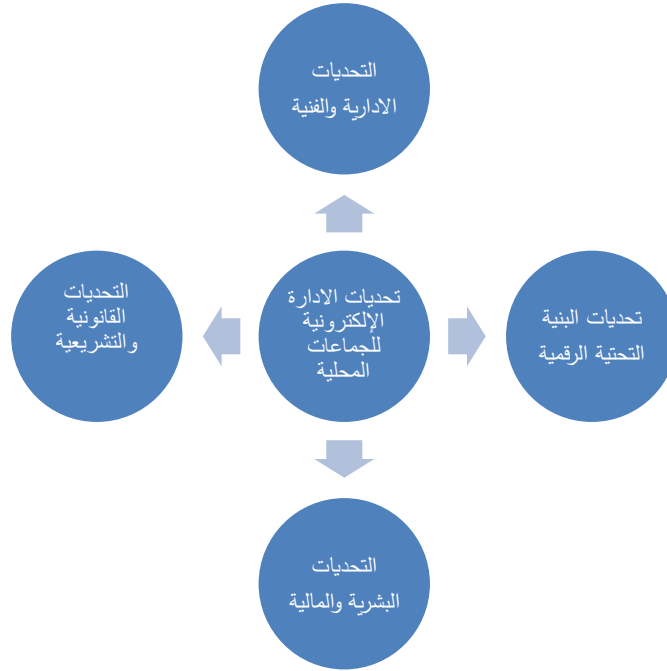 التحديات
الادارية والفنية
تحديات البنية
التحتية الرقمية
تحديات الادارة
الإلكترونية
للجماعات
المحلية
التحديات
القانونية
والتشريعية
التحديات
البشرية والمالية